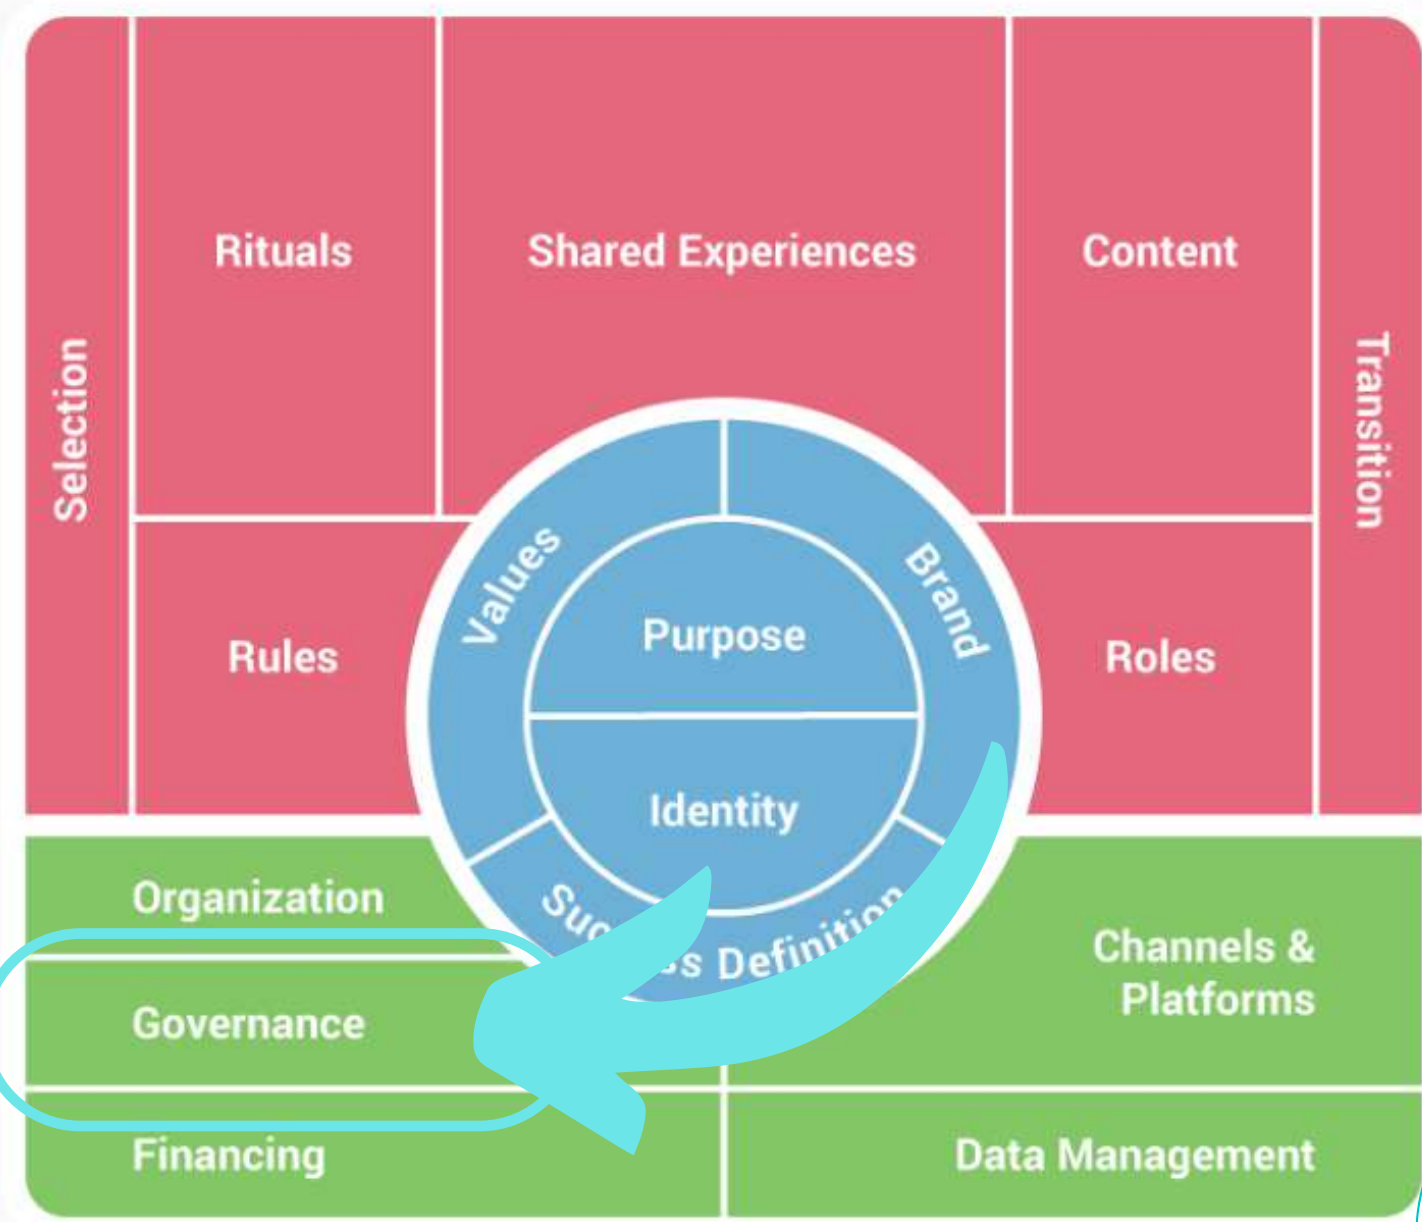 Rituals
Shared Experiences
Content
Selection
Transition
Values
Brand
Purpose
Rules
Roles
Identity
Organization
Definition
Channels &
Platforms
Governance
Financing
Data Management